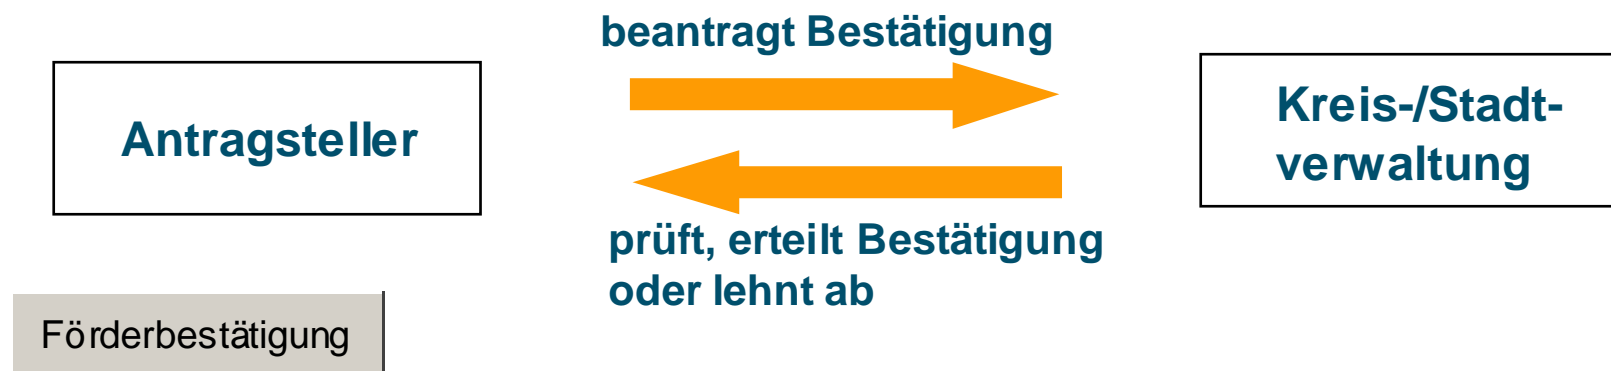 beantragt Bestätigung
Antragsteller
Kreis-/Stadt-
verwaltung
prüft, erteilt Bestätigung
oder lehnt ab
Förderbestätigung